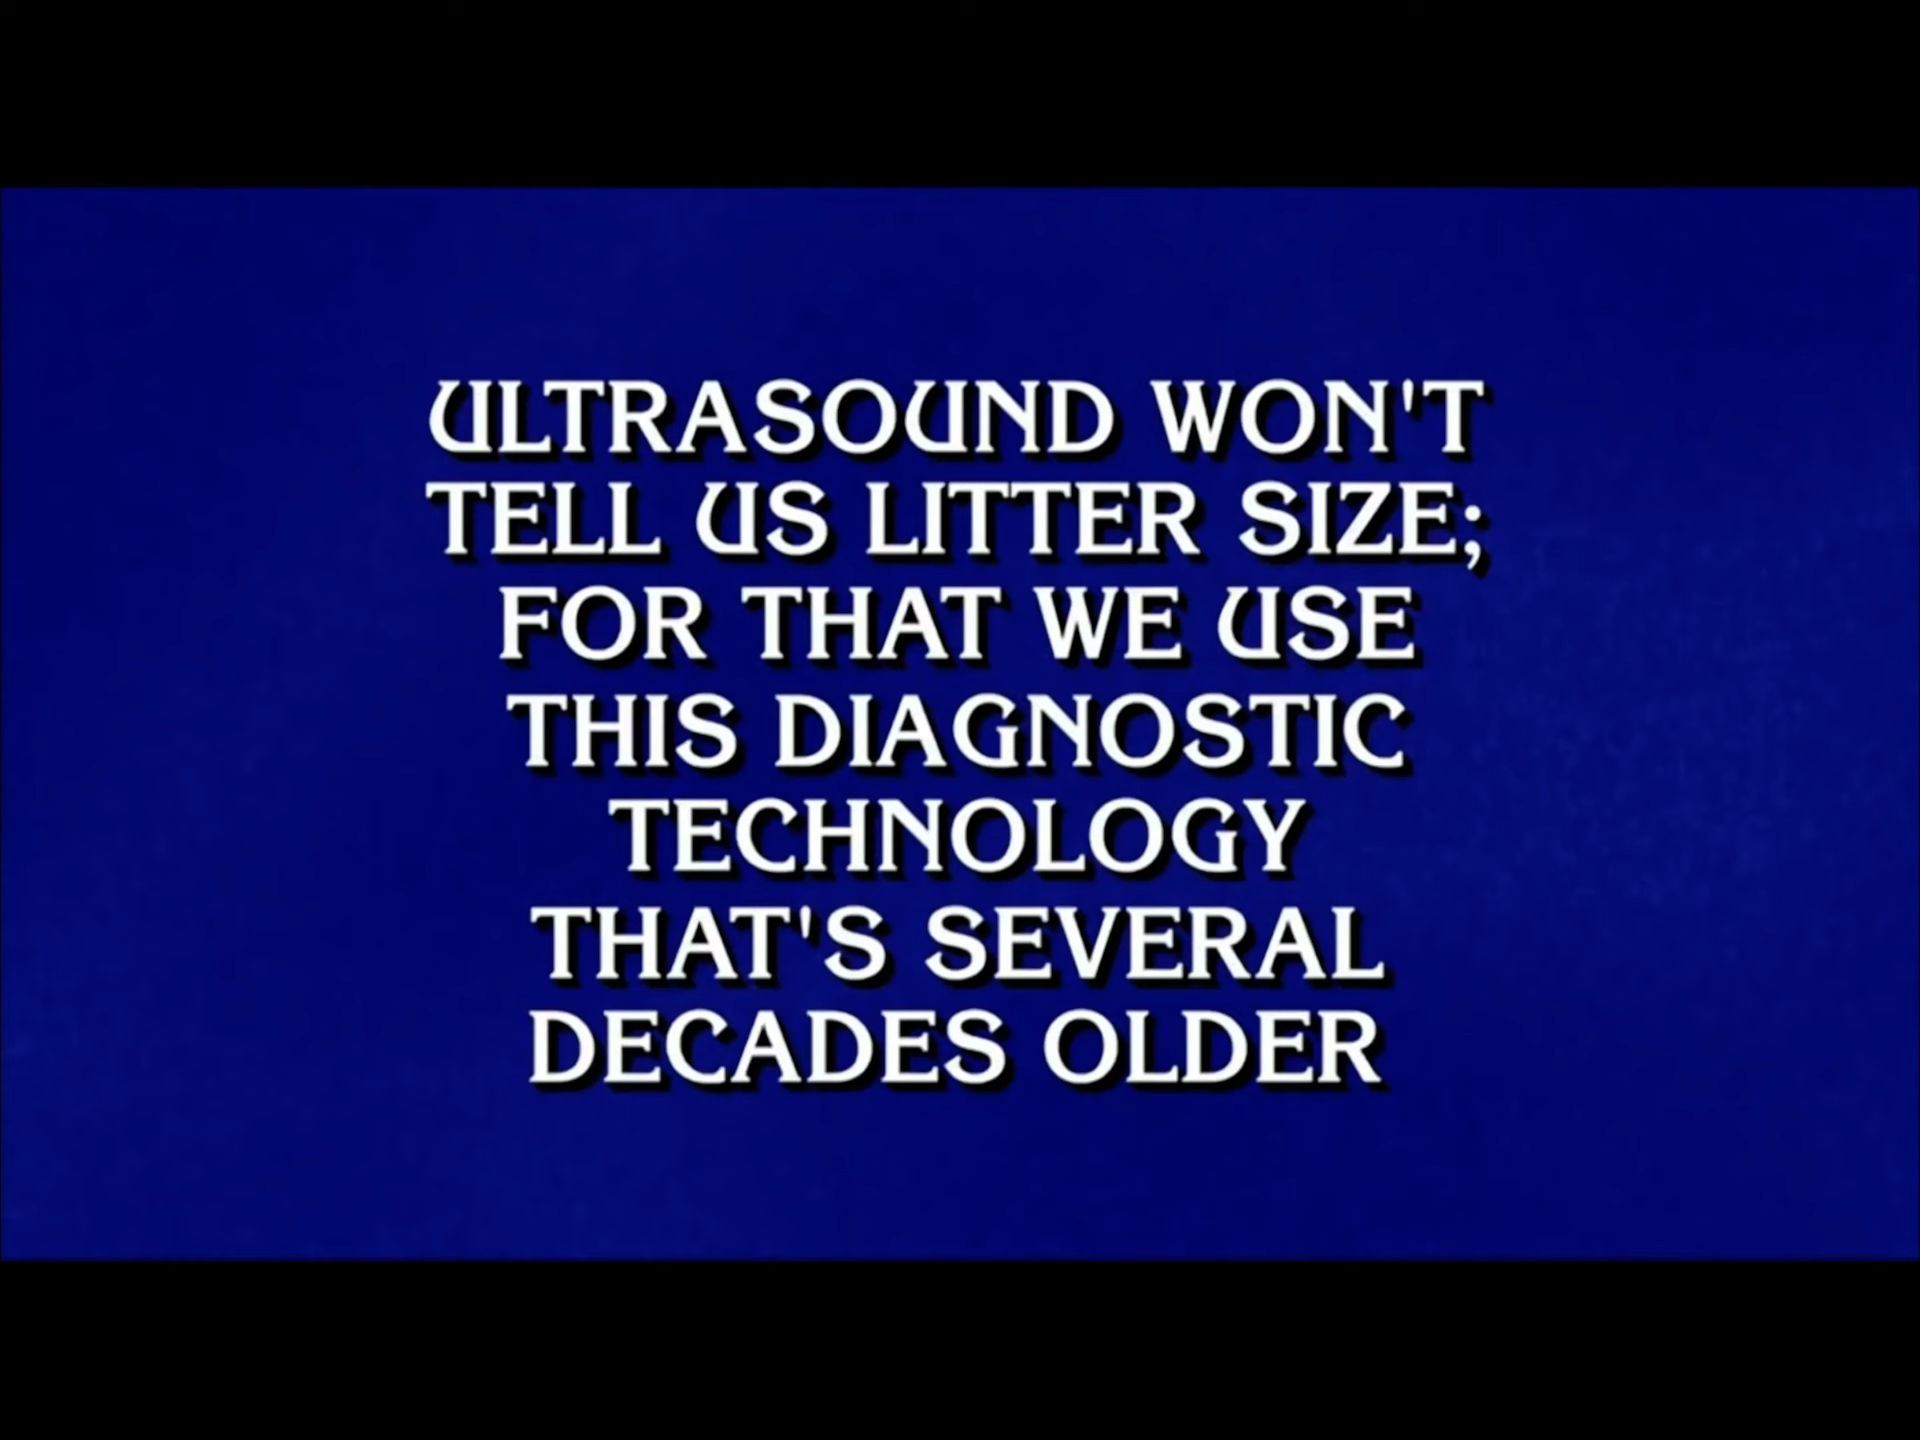 ULTRASOUND WON'T
TELL US LITTER SIZE;
FOR THAT WE USE
THIS DIAGNOSTIC
TECHNOLOGY
THAT'S SEVERAL
DECADES OLDER